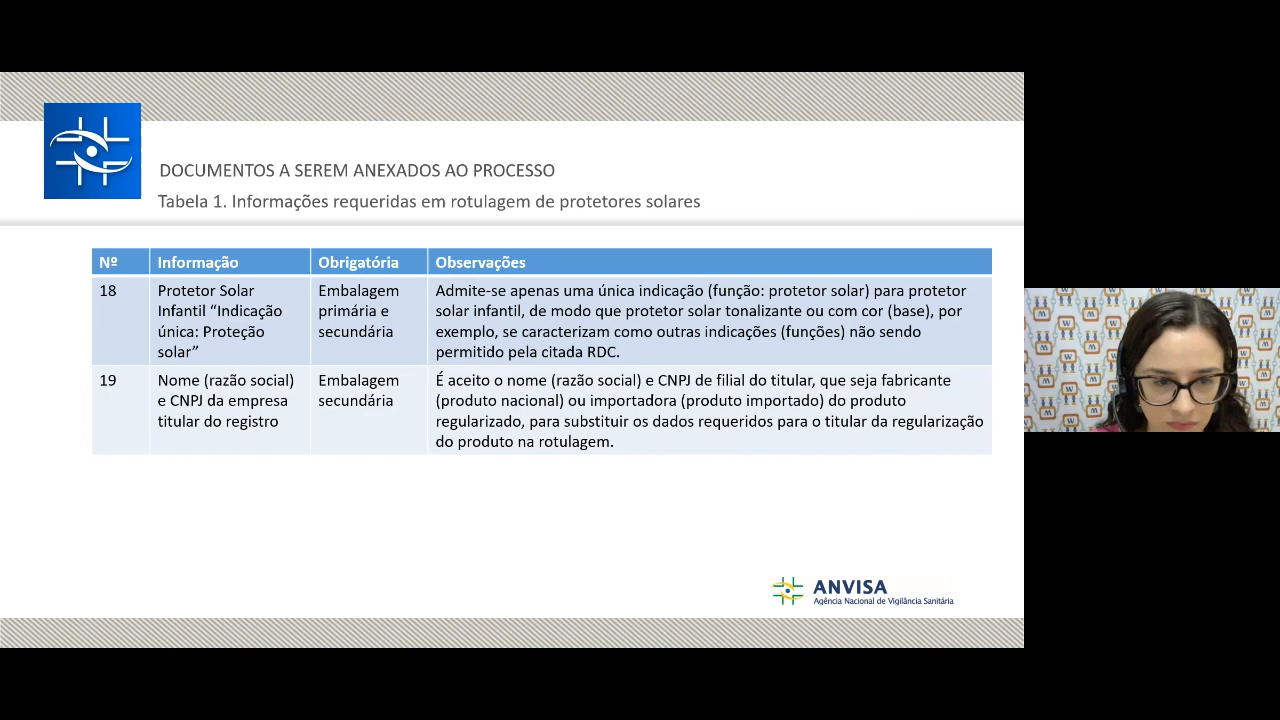 DOCUMENTOS A SEREM ANEXADOS AO PROCESSO
Tabela 1. Informações requeridas em rotulagem de protetores solares
Nº Informação Obrigatória Observações
18
Protetor Solar
Infantil “Indicação
única: Proteção
solar”
Embalagem
primária e
secundária
Admite-se apenas uma única indicação (função: protetor solar) para protetor
solar infantil, de modo que protetor solar tonalizante ou com cor (base), por
exemplo, se caracterizam como outras indicações (funções) não sendo
permitido pela citada RDC.
19
Nome (razão social)
e CNPJ da empresa
titular do registro
Embalagem
secundária
É aceito o nome (razão social) e CNPJ de filial do titular, que seja fabricante
(produto nacional) ou importadora (produto importado) do produto
regularizado, para substituir os dados requeridos para o titular da regularização
do produto na rotulagem.
ANVISA
Agência Nacional de Vigilância Sanitária